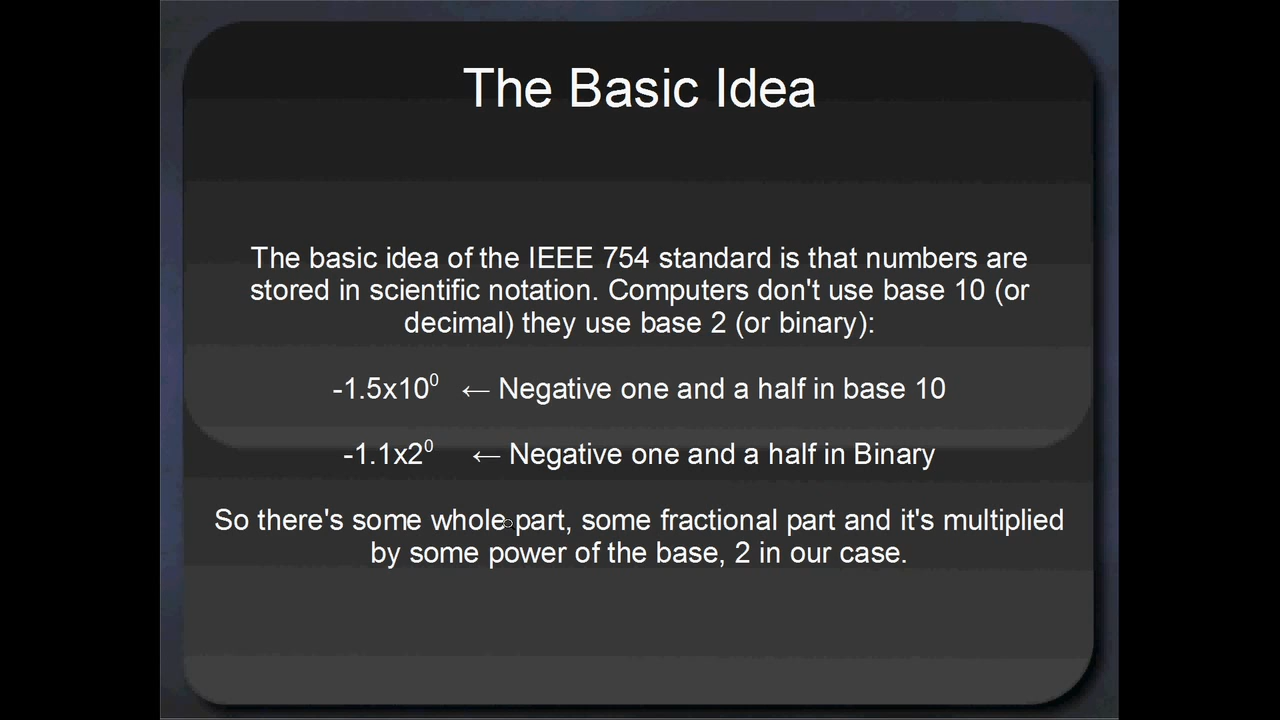 The Basic Idea
The basic idea of the IEEE 754 standard is that numbers are
stored in scientific notation. Computers don't use base 10 (or
decimal) they use base 2 (or binary):
-1.5x10⁰ ← Negative one and a half in base 10
-1.1x2⁰ ← Negative one and a half in Binary
So there's some whole part, some fractional part and it's multiplied
by some power of the base, 2 in our case.